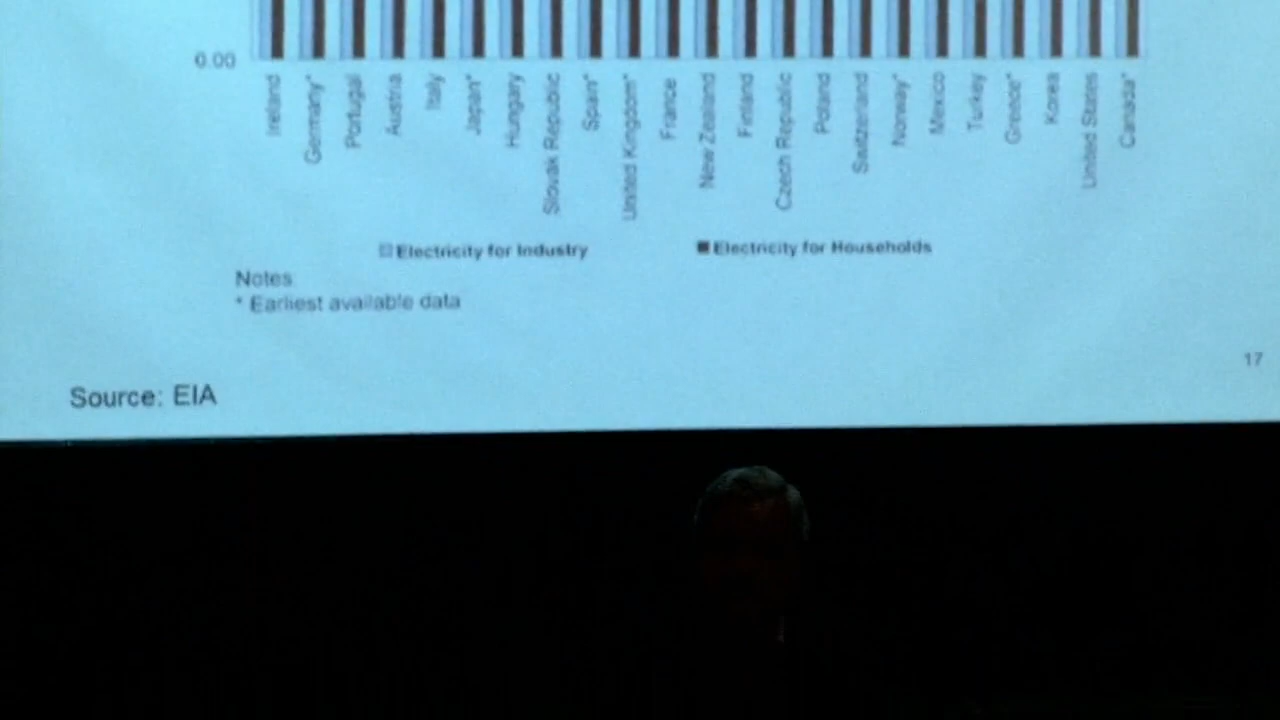 0.00
Ireland
Germany*
Portugal
Austria
Italy
Japan*
Hungary
Slovak Republic
Spain*
United Kingdom*
France
New Zealand
Finland
Czech Republic
Poland
Switzerland
Norway*
Mexico
Turkey
Greece*
Korea
United States
Canada*
Electricity for Industry
Electricity for Households
Notes
* Earliest available data
17
Source: EIA